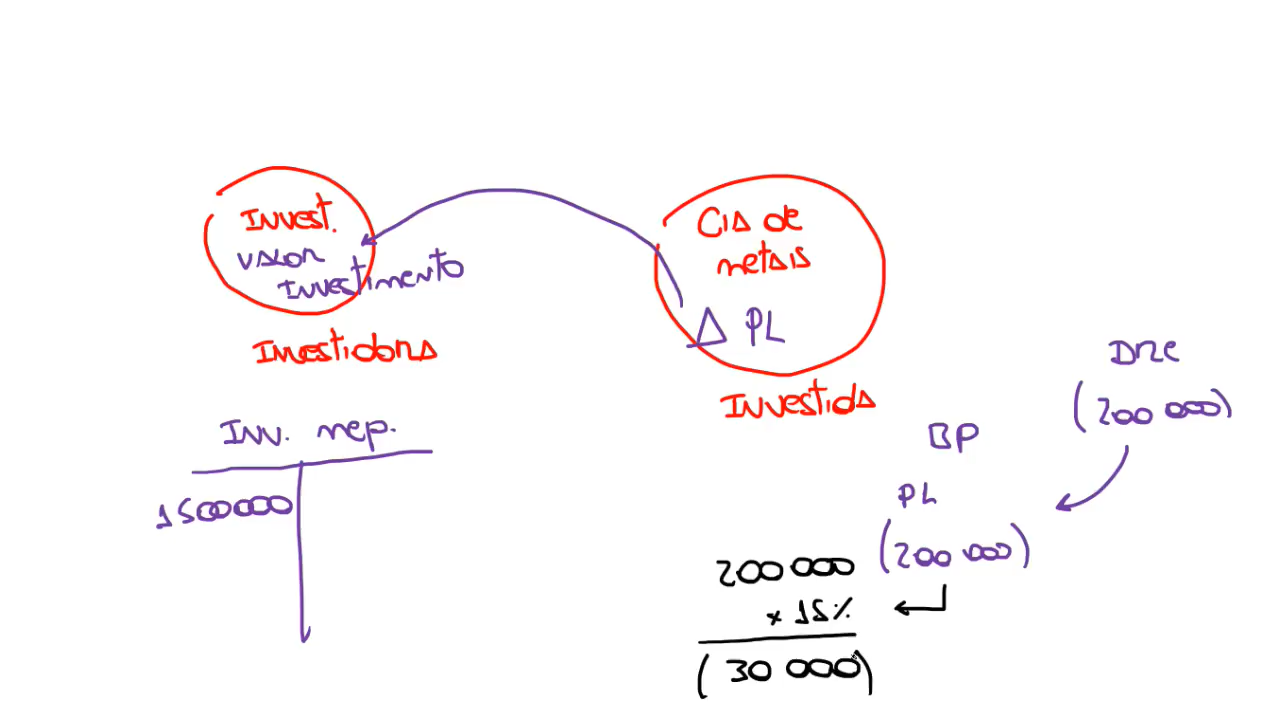 Invest.
valor
investimento
Investidora
Cia de
metais
Δ PL
Investida
Inv. rep.
1500000
DRE
(200 000)
BP
PL
(200 000)
200 000
x 15%
(30 000)